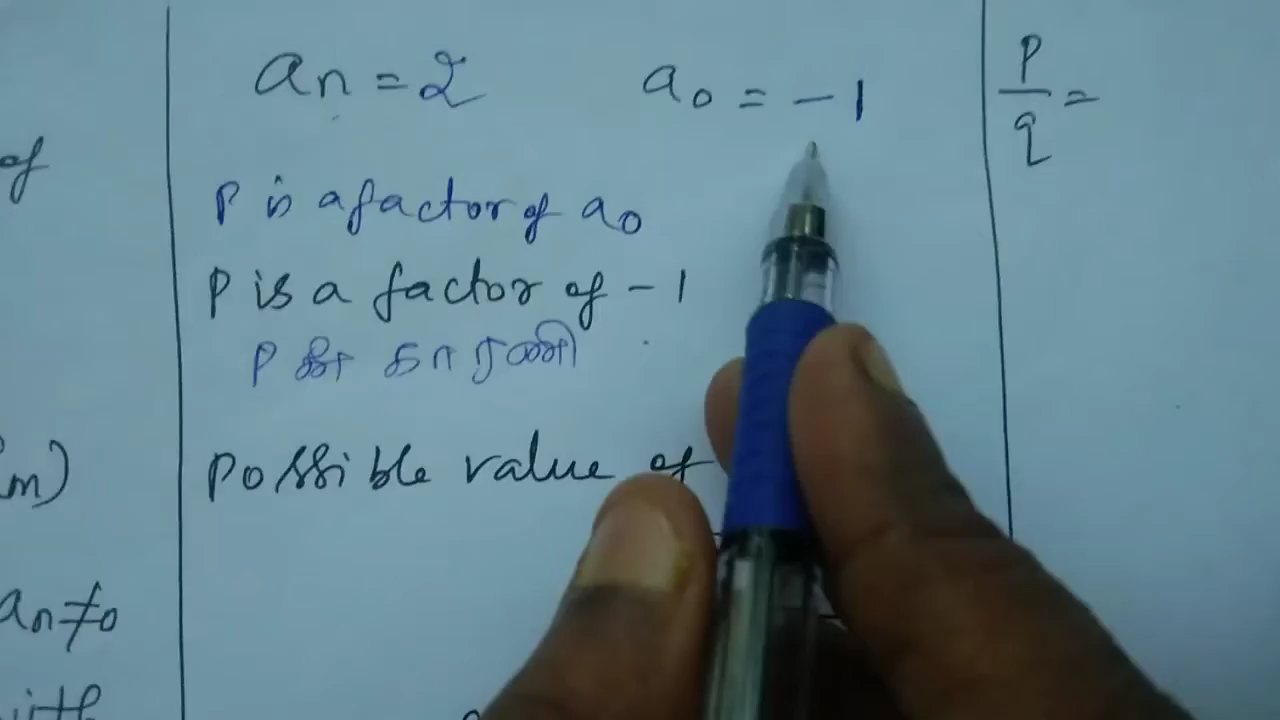 an = 2
a0 = -1
P/q =
of
P is a factor of a0
P is a factor of -1
P ன் காரணி
m)
possible value of
an≠0
with